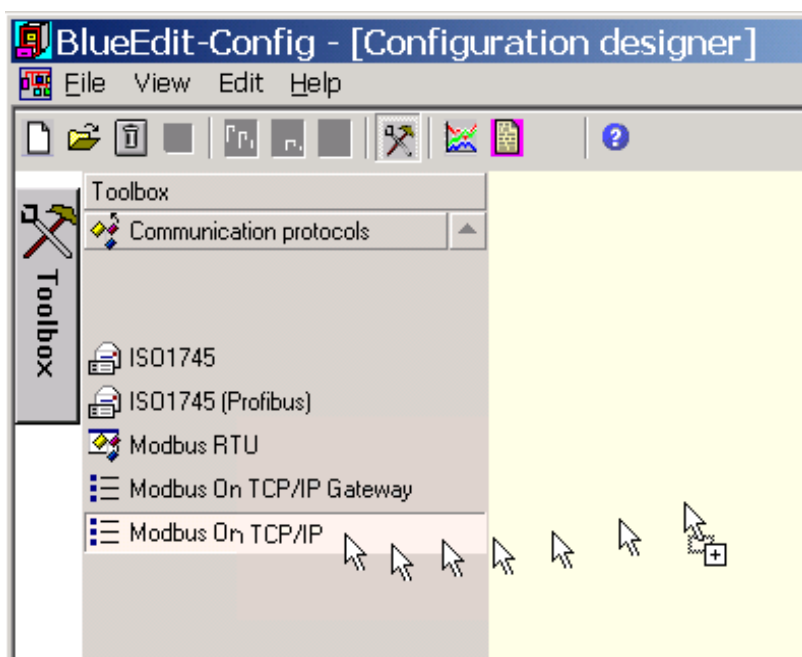 BlueEdit-Config - [Configuration designer]
File View Edit Help
Toolbox
Communication protocols
Toolbox
ISO1745
ISO1745 (Profibus)
Modbus RTU
Modbus On TCP/IP Gateway
Modbus On TCP/IP